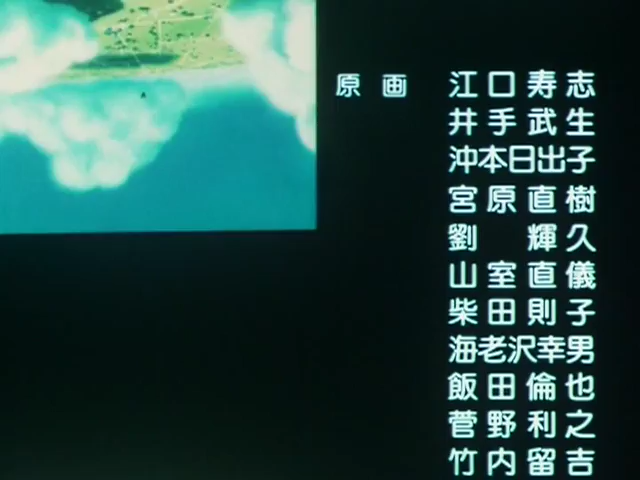 原画 江口寿志
井手武生
沖本日出子
宮原直樹
劉輝久
山室直儀
柴田則子
海老沢幸男
飯田倫也
菅野利之
竹内留吉